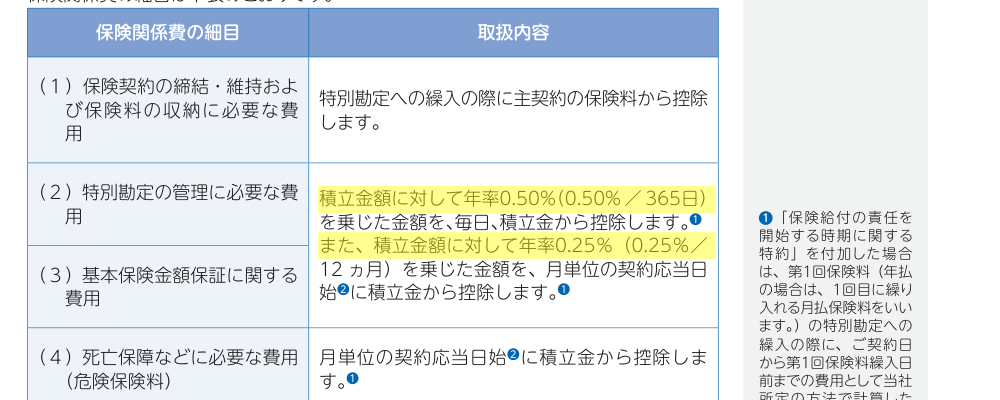 保険関係費の細目
取扱内容
（１）保険契約の締結・維持およ
び保険料の収納に必要な費
用
特別勘定への繰入の際に主契約の保険料から控除
します。
（２）特別勘定の管理に必要な費
用
（３）基本保険金額保証に関する
費用
積立金額に対して年率0.50%（0.50% ／ 365日）
を乗じた金額を、毎日、積立金から控除します。❶
また、積立金額に対して年率0.25%（0.25%／
12 ヵ月）を乗じた金額を、月単位の契約応当日
始❷に積立金から控除します。❶
（４）死亡保障などに必要な費用
（危険保険料）
月単位の契約応当日始❷に積立金から控除しま
す。❶
❶「保険給付の責任を
開始する時期に関する
特約」を付加した場合
は、第1回保険料（年払
の場合は、1回目に繰り
入れる月払保険料をいい
ます。）の特別勘定への
繰入の際に、ご契約日
から第1回保険料繰入日
前までの費用として当社
所定の方法で計算した